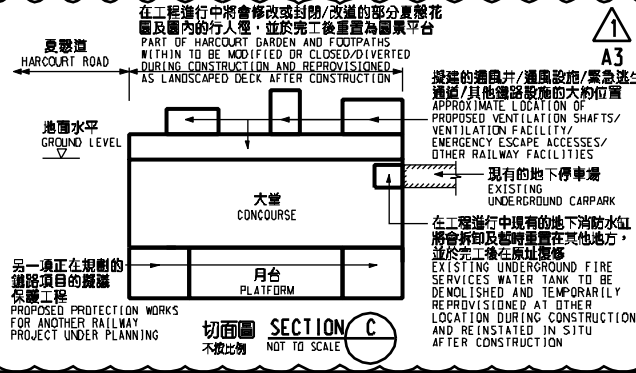 在工程進行中將會修改或封閉/改道的部分夏慤花
園及園內的行人徑，並於完工後重置為園景平台
PART OF HARCOURT GARDEN AND FOOTPATHS
WITHIN TO BE MODIFIED OR CLOSED/DIVERTED
DURING CONSTRUCTION AND REPROVISIONED
AS LANDSCAPED DECK AFTER CONSTRUCTION
夏慤道
HARCOURT ROAD
1
A3
擬建的通風井/通風設施/緊急逃生
通道/其他鐵路設施的大約位置
APPROXIMATE LOCATION OF
PROPOSED VENTILATION SHAFTS/
VENTILATION FACILITY/
EMERGENCY ESCAPE ACCESSES/
OTHER RAILWAY FACILITIES
地面水平
GROUND LEVEL
現有的地下停車場
EXISTING
UNDERGROUND CARPARK
大堂
CONCOURSE
在工程進行中現有的地下消防水缸
將會拆卸及暫時重置在其他地方，
並於完工後在原址復修
EXISTING UNDERGROUND FIRE
SERVICES WATER TANK TO BE
DEMOLISHED AND TEMPORARILY
REPROVISIONED AT OTHER
LOCATION DURING CONSTRUCTION
AND REINSTATED IN SITU
AFTER CONSTRUCTION
另一項正在規劃的
鐵路項目的擬議
保護工程
PROPOSED PROTECTION WORKS
FOR ANOTHER RAILWAY
PROJECT UNDER PLANNING
月台
PLATFORM
切面圖 SECTION C
不按比例 NOT TO SCALE